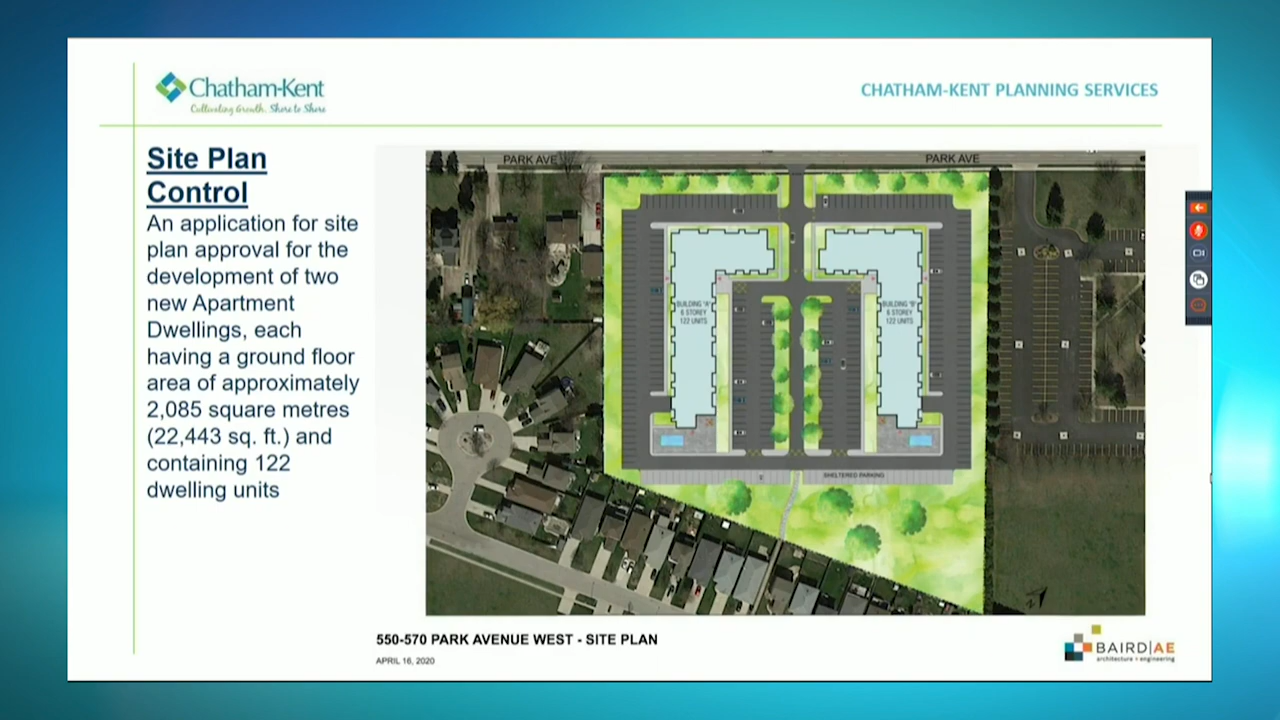 Chatham-Kent
Cultivating Growth, Shore to Shore
CHATHAM-KENT PLANNING SERVICES
Site Plan
Control
An application for site
plan approval for the
development of two
new Apartment
Dwellings, each
having a ground floor
area of approximately
2,085 square metres
(22,443 sq. ft.) and
containing 122
dwelling units
PARK AVE
PARK AVE
BUILDING "A"
6 STOREY
122 UNITS
BUILDING "B"
6 STOREY
122 UNITS
SHELTERED PARKING
550-570 PARK AVENUE WEST - SITE PLAN
APRIL 16, 2020
BAIRD|AE
architecture + engineering